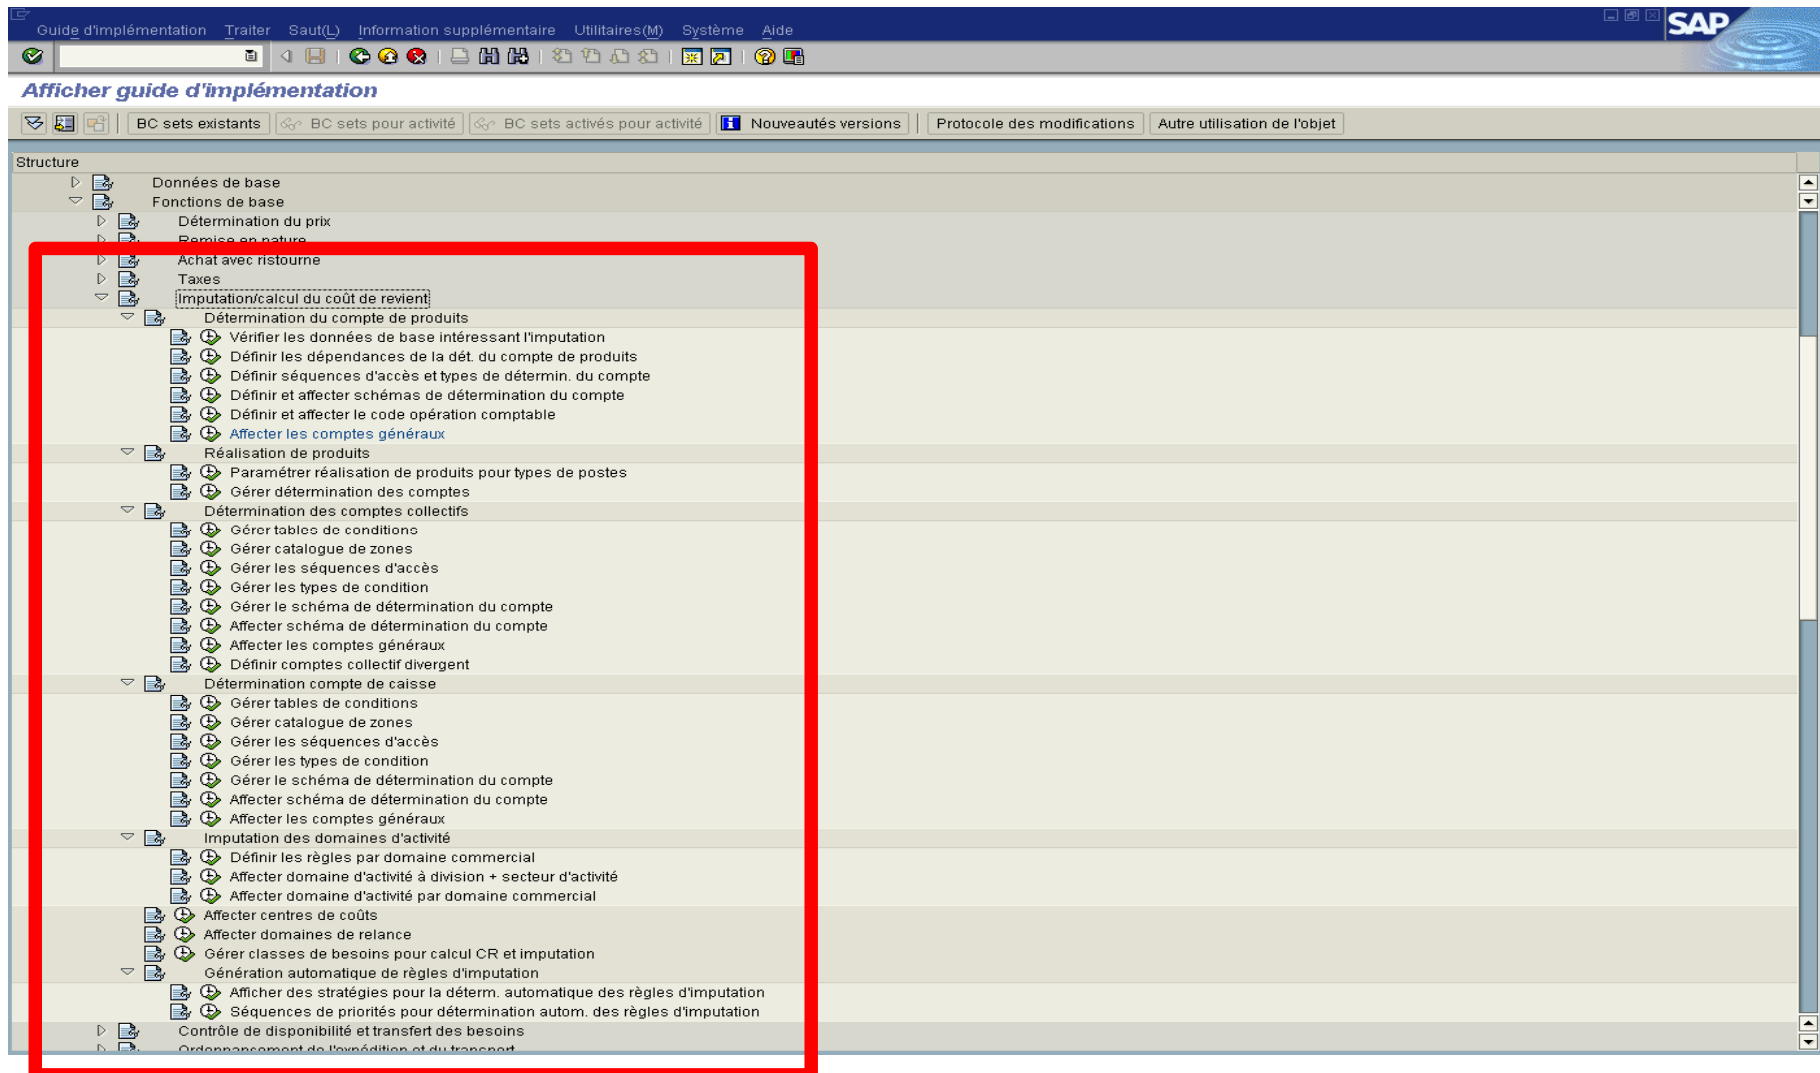 Guide d'implémentation Traiter Saut(L) Information supplémentaire Utilitaires(M) Système Aide
SAP
Afficher guide d'implémentation
BC sets existants BC sets pour activité BC sets activés pour activité Nouveautés versions Protocole des modifications Autre utilisation de l'objet
Structure
Données de base
Fonctions de base
Détermination du prix
Remise en nature
Achat avec ristourne
Taxes
Imputation/calcul du coût de revient
Détermination du compte de produits
Vérifier les données de base intéressant l'imputation
Définir les dépendances de la dét. du compte de produits
Définir séquences d'accès et types de détermin. du compte
Définir et affecter schémas de détermination du compte
Définir et affecter le code opération comptable
Affecter les comptes généraux
Réalisation de produits
Paramétrer réalisation de produits pour types de postes
Gérer détermination des comptes
Détermination des comptes collectifs
Gérer tables de conditions
Gérer catalogue de zones
Gérer les séquences d'accès
Gérer les types de condition
Gérer le schéma de détermination du compte
Affecter schéma de détermination du compte
Affecter les comptes généraux
Définir comptes collectif divergent
Détermination compte de caisse
Gérer tables de conditions
Gérer catalogue de zones
Gérer les séquences d'accès
Gérer les types de condition
Gérer le schéma de détermination du compte
Affecter schéma de détermination du compte
Affecter les comptes généraux
Imputation des domaines d'activité
Définir les règles par domaine commercial
Affecter domaine d'activité à division + secteur d'activité
Affecter domaine d'activité par domaine commercial
Affecter centres de coûts
Affecter domaines de relance
Gérer classes de besoins pour calcul CR et imputation
Génération automatique de règles d'imputation
Afficher des stratégies pour la déterm. automatique des règles d'imputation
Séquences de priorités pour détermination autom. des règles d'imputation
Contrôle de disponibilité et transfert des besoins
Ordonnancement de l'expédition et du transport